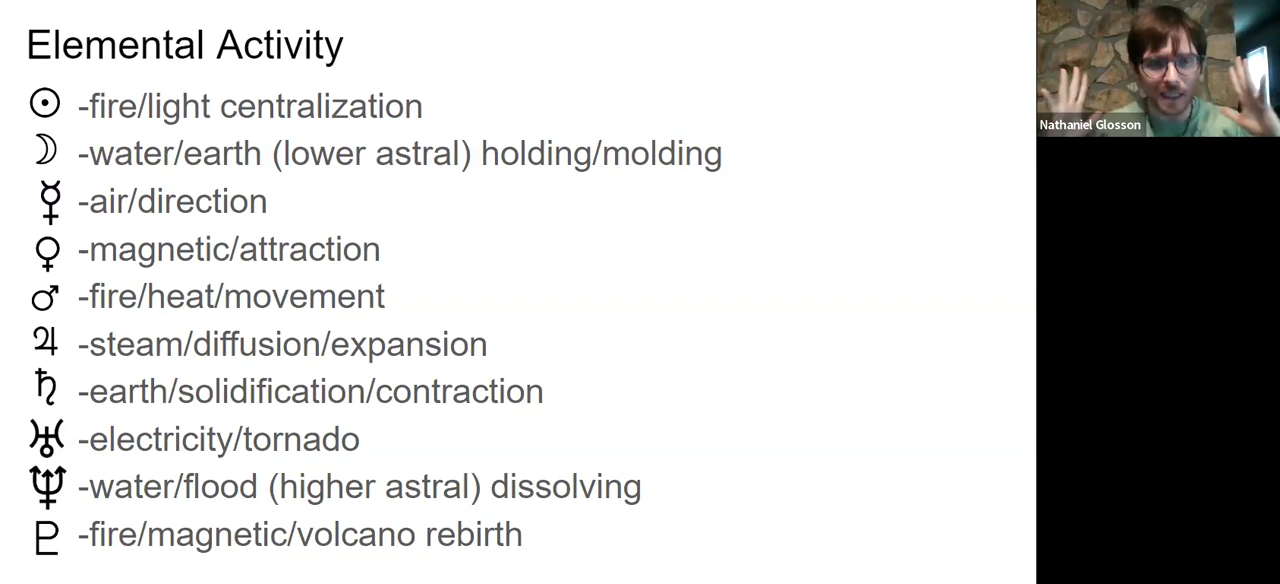 Elemental Activity
☉ -fire/light centralization
☽ -water/earth (lower astral) holding/molding
☿ -air/direction
♀ -magnetic/attraction
♂ -fire/heat/movement
♃ -steam/diffusion/expansion
♄ -earth/solidification/contraction
♅ -electricity/tornado
♆ -water/flood (higher astral) dissolving
♇ -fire/magnetic/volcano rebirth
Nathaniel Glosson